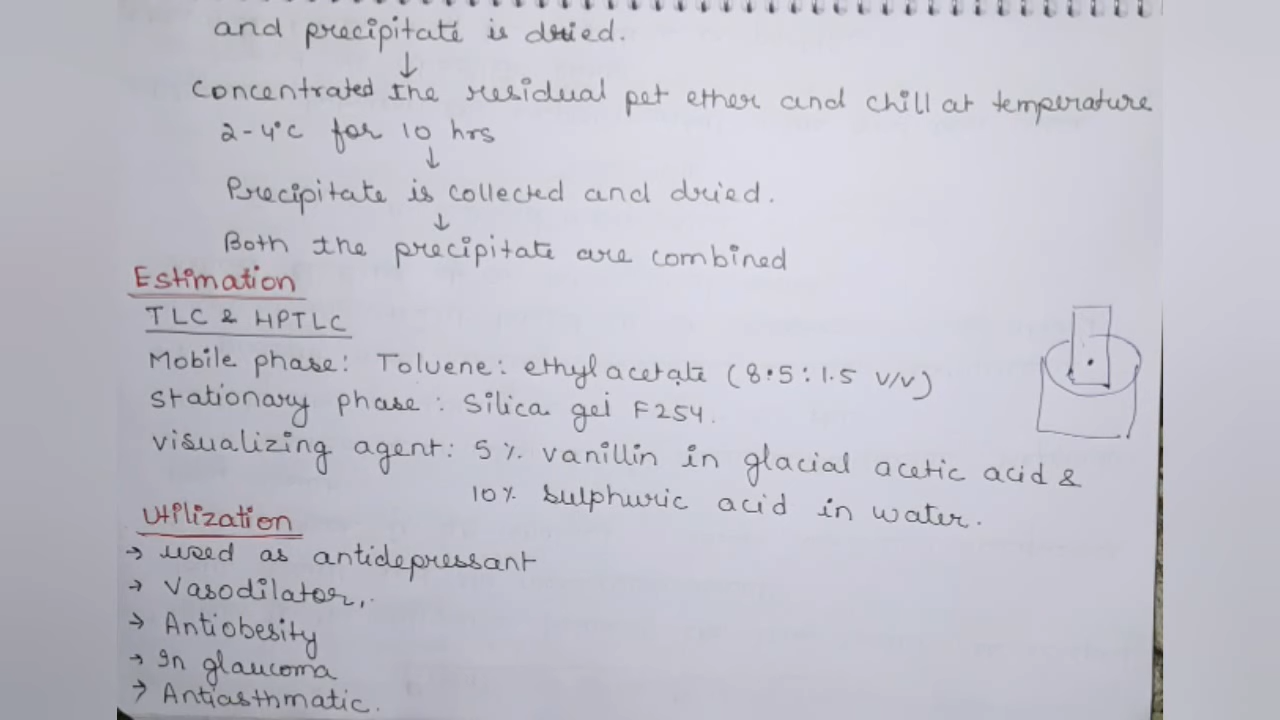 and precipitate is dried.
↓
Concentrated the residual pet ether and chill at temperature
2-4°C for 10 hrs
↓
Precipitate is collected and dried.
↓
Both the precipitate are combined
Estimation
TLC & HPTLC
Mobile phase: Toluene: ethyl acetate (8.5:1.5 v/v)
Stationary phase: Silica gel F254.
Visualizing agent: 5% vanillin in glacial acetic acid &
10% sulphuric acid in water.
Utilization
→ used as antidepressant
→ Vasodilator,.
→ Antiobesity
→ In glaucoma
→ Antiasthmatic.